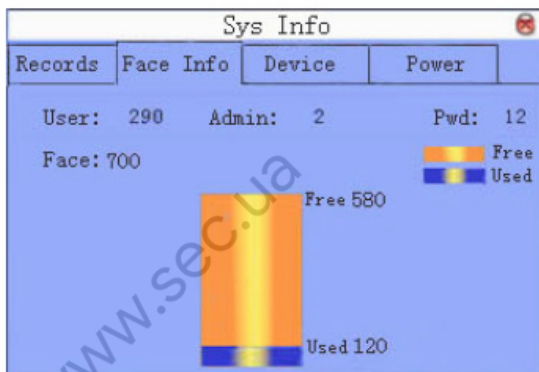 Sys Info
Records Face Info Device Power
User: 290 Admin: 2 Pwd: 12
Face: 700
Free
Used
Free 580
Used 120
www.sec.ua